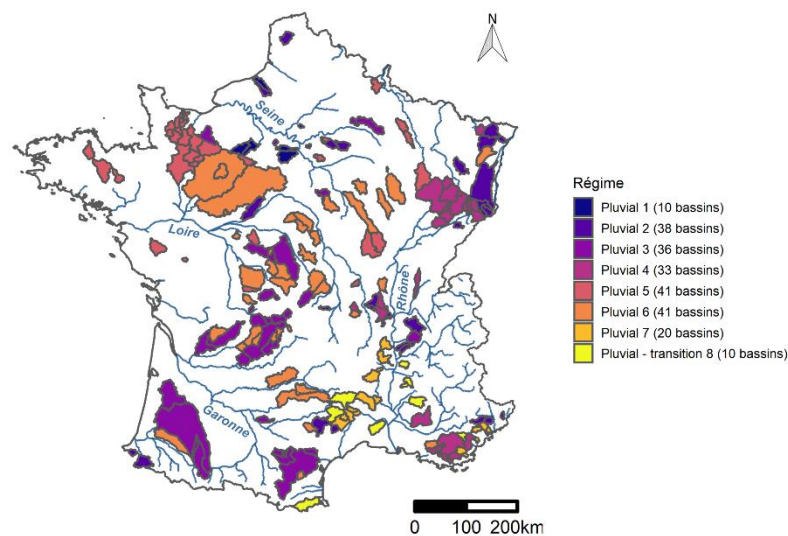 N
Seine
Loire
Rhône
Garonne
Régime
Pluvial 1 (10 bassins)
Pluvial 2 (38 bassins)
Pluvial 3 (36 bassins)
Pluvial 4 (33 bassins)
Pluvial 5 (41 bassins)
Pluvial 6 (41 bassins)
Pluvial 7 (20 bassins)
Pluvial - transition 8 (10 bassins)
0 100 200km